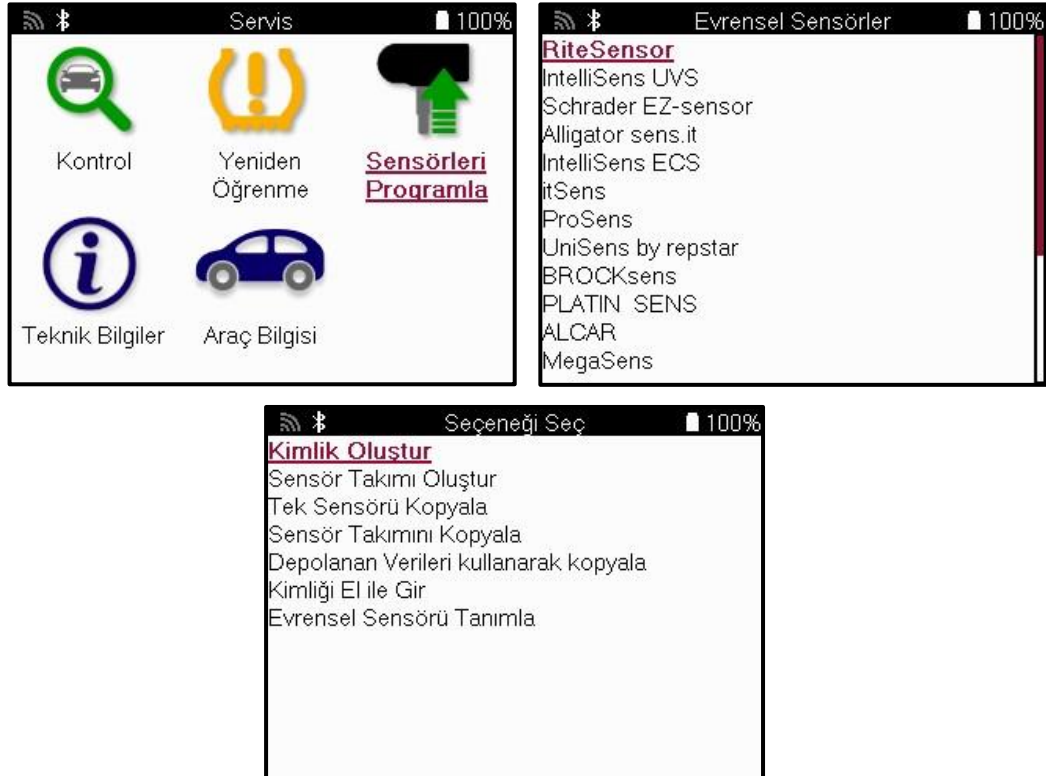 Servis
100%
Kontrol
Yeniden
Öğrenme
Sensörleri
Programla
Teknik Bilgiler
Araç Bilgisi
Evrensel Sensörler
100%
RiteSensor
IntelliSens UVS
Schrader EZ-sensor
Alligator sens.it
IntelliSens ECS
itSens
ProSens
UniSens by repstar
BROCKsens
PLATIN SENS
ALCAR
MegaSens
Seçeneği Seç
100%
Kimlik Oluştur
Sensör Takımı Oluştur
Tek Sensörü Kopyala
Sensör Takımını Kopyala
Depolanan Verileri kullanarak kopyala
Kimliği El ile Gir
Evrensel Sensörü Tanımla